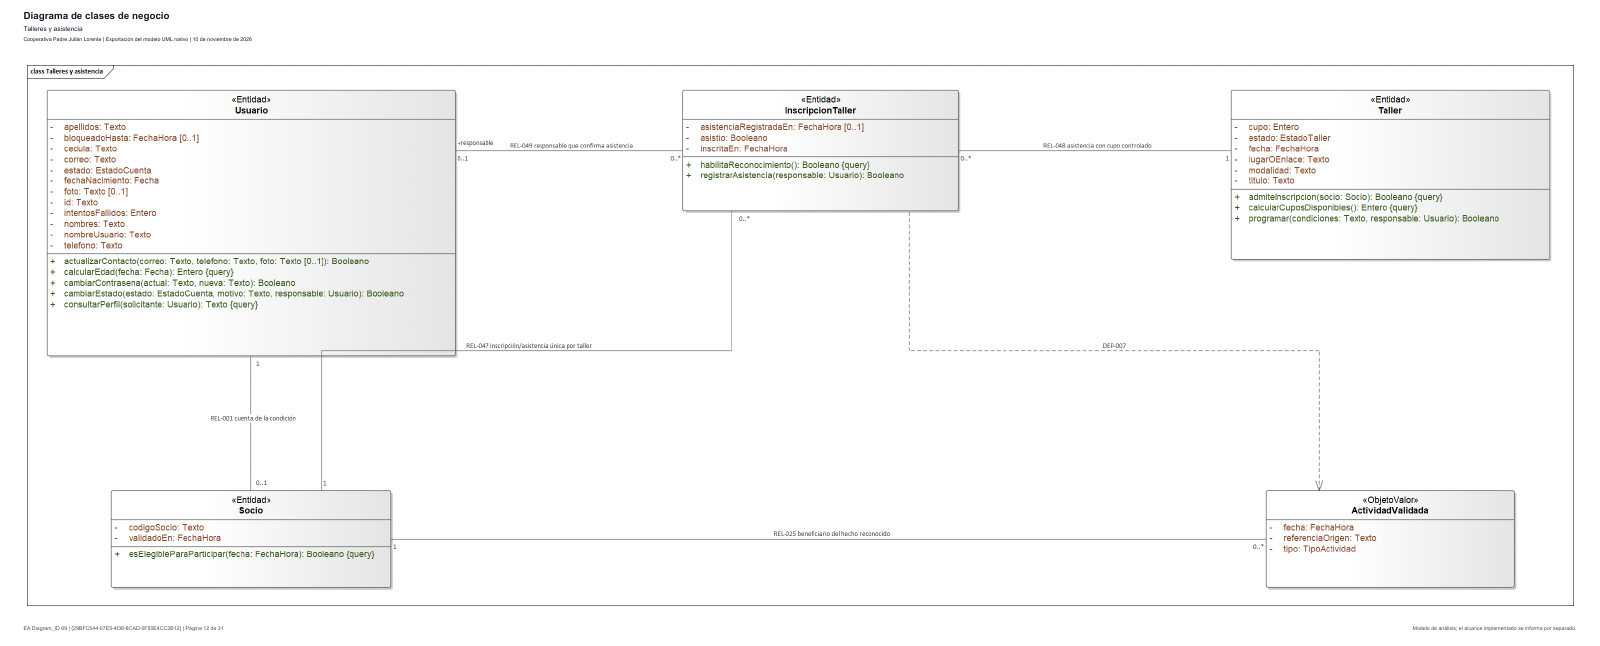 Diagrama de clases de negocio
Talleres y asistencia
Cooperativa Padre Julián Lorente | Exportación del modelo UML nativo | 10 de noviembre de 2026
class Talleres y asistencia
«Entidad»
Usuario
- apellidos: Texto
- bloqueadoHasta: FechaHora [0..1]
- cedula: Texto
- correo: Texto
- estado: EstadoCuenta
- fechaNacimiento: Fecha
- foto: Texto [0..1]
- id: Texto
- intentosFallidos: Entero
- nombres: Texto
- nombreUsuario: Texto
- telefono: Texto
+ actualizarContacto(correo: Texto, telefono: Texto, foto: Texto [0..1]): Booleano
+ calcularEdad(fecha: Fecha): Entero {query}
+ cambiarContrasena(actual: Texto, nueva: Texto): Booleano
+ cambiarEstado(estado: EstadoCuenta, motivo: Texto, responsable: Usuario): Booleano
+ consultarPerfil(solicitante: Usuario): Texto {query}
+responsable
0..1
REL-049 responsable que confirma asistencia
0..*
«Entidad»
InscripcionTaller
- asistenciaRegistradaEn: FechaHora [0..1]
- asistio: Booleano
- inscritaEn: FechaHora
+ habilitaReconocimiento(): Booleano {query}
+ registrarAsistencia(responsable: Usuario): Booleano
0..*
REL-048 asistencia con cupo controlado
1
«Entidad»
Taller
- cupo: Entero
- estado: EstadoTaller
- fecha: FechaHora
- lugarOEnlace: Texto
- modalidad: Texto
- titulo: Texto
+ admiteInscripcion(socio: Socio): Booleano {query}
+ calcularCuposDisponibles(): Entero {query}
+ programar(condiciones: Texto, responsable: Usuario): Booleano
0..*
REL-047 inscripción/asistencia única por taller
DEP-007
1
REL-001 cuenta de la condición
0..1
1
«Entidad»
Socio
- codigoSocio: Texto
- validadoEn: FechaHora
+ esElegibleParaParticipar(fecha: FechaHora): Booleano {query}
1
REL-025 beneficiario del hecho reconocido
0..*
«ObjetoValor»
ActividadValidada
- fecha: FechaHora
- referenciaOrigen: Texto
- tipo: TipoActividad
EA Diagram_ID 69 | Página 12 de 31
Modelo de análisis; el alcance implementado se informa por separado.